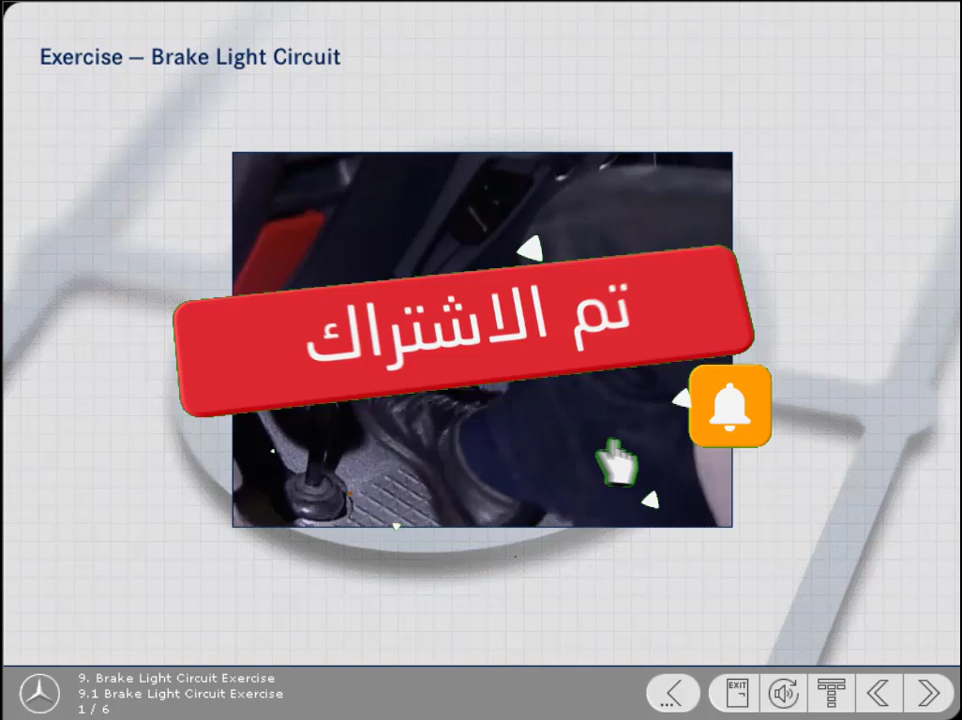 Exercise — Brake Light Circuit
تم الاشتراك
9. Brake Light Circuit Exercise
9.1 Brake Light Circuit Exercise
1 / 6
EXIT